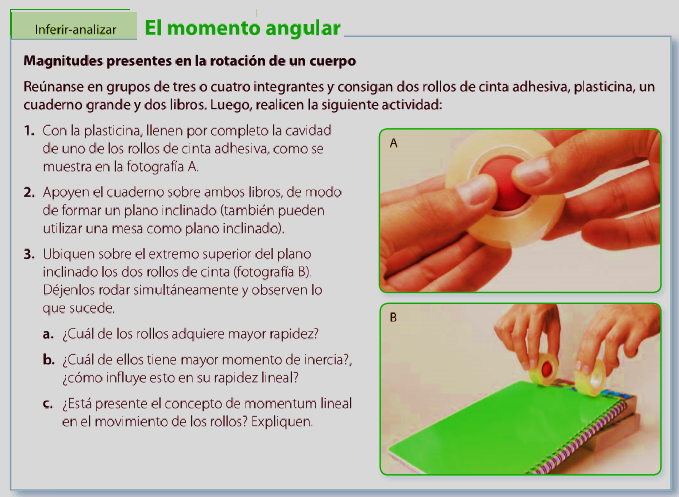 Inferir-analizar
El momento angular
Magnitudes presentes en la rotación de un cuerpo
Reúnanse en grupos de tres o cuatro integrantes y consigan dos rollos de cinta adhesiva, plasticina, un
cuaderno grande y dos libros. Luego, realicen la siguiente actividad:
1. Con la plasticina, llenen por completo la cavidad
de uno de los rollos de cinta adhesiva, como se
muestra en la fotografía A.
2. Apoyen el cuaderno sobre ambos libros, de modo
de formar un plano inclinado (también pueden
utilizar una mesa como plano inclinado).
3. Ubiquen sobre el extremo superior del plano
inclinado los dos rollos de cinta (fotografía B).
Déjenlos rodar simultáneamente y observen lo
que sucede.
a. ¿Cuál de los rollos adquiere mayor rapidez?
b. ¿Cuál de ellos tiene mayor momento de inercia?,
¿cómo influye esto en su rapidez lineal?
c. ¿Está presente el concepto de momentum lineal
en el movimiento de los rollos? Expliquen.
A
B